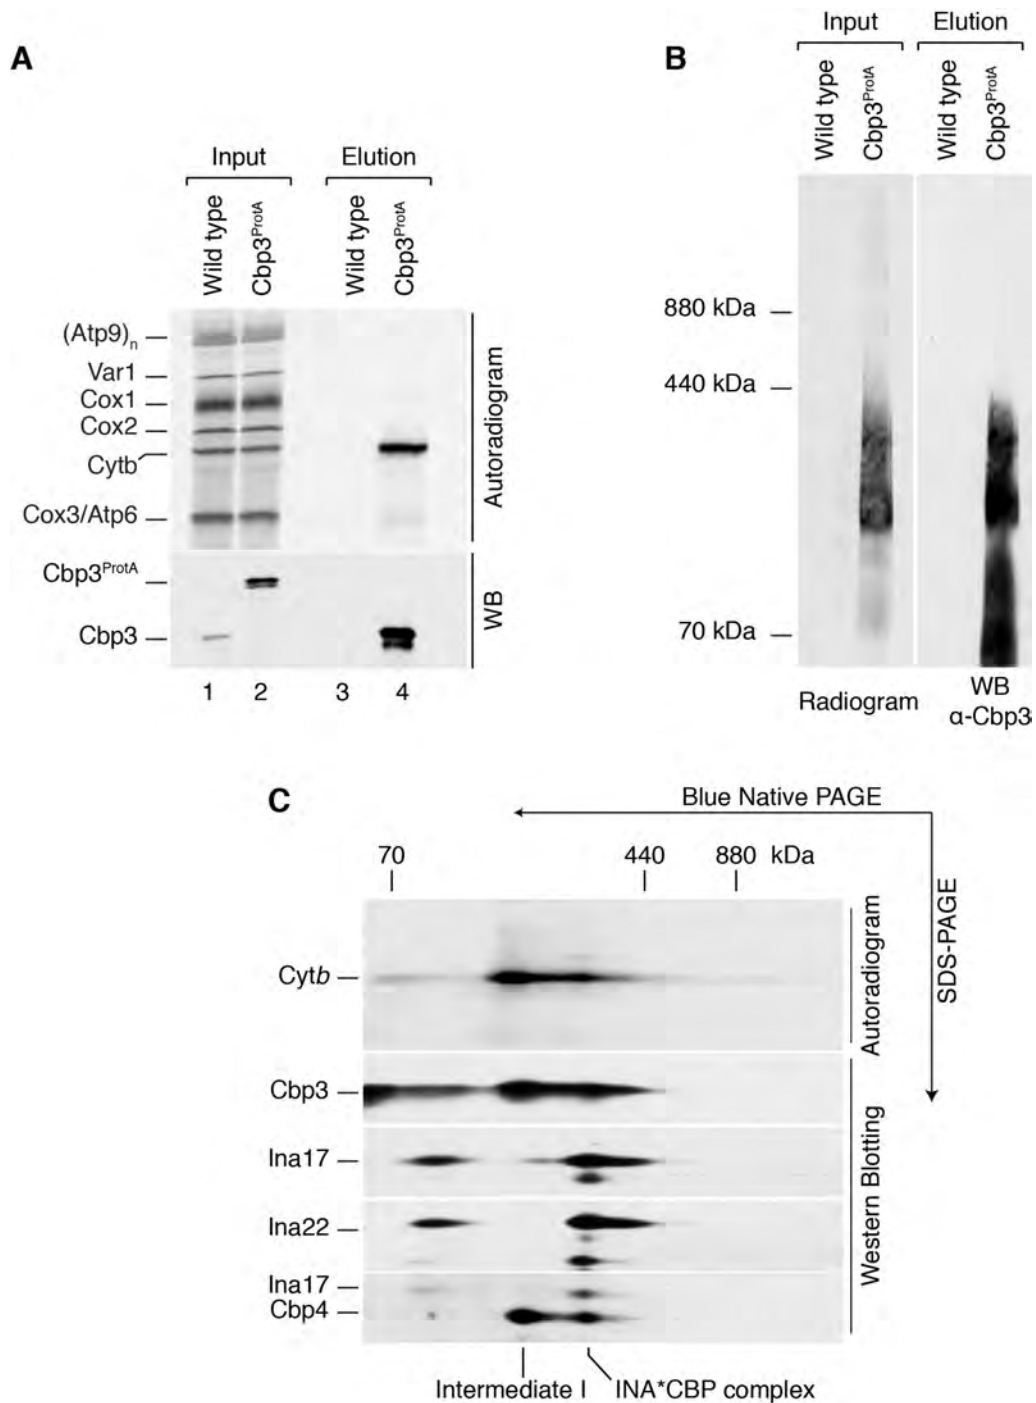 A
Input Elution
Wild type
Cbp3ProtA
Wild type
Cbp3ProtA
(Atp9)n
Var1
Cox1
Cox2
Cytb
Cox3/Atp6
Autoradiogram
Cbp3ProtA
Cbp3
WB
1 2 3 4
B
Input Elution
Wild type
Cbp3ProtA
Wild type
Cbp3ProtA
880 kDa
440 kDa
70 kDa
Radiogram
WB
α-Cbp3
C
Blue Native PAGE
70 440 880 kDa
SDS-PAGE
Cytb
Autoradiogram
Cbp3
Ina17
Ina22
Ina17
Cbp4
Western Blotting
Intermediate I INA*CBP complex